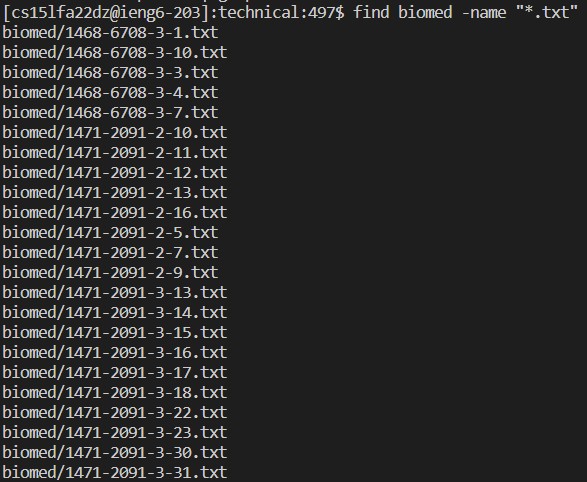 [cs15lfa22dz@ieng6-203]:technical:497$ find biomed -name "*.txt"
biomed/1468-6708-3-1.txt
biomed/1468-6708-3-10.txt
biomed/1468-6708-3-3.txt
biomed/1468-6708-3-4.txt
biomed/1468-6708-3-7.txt
biomed/1471-2091-2-10.txt
biomed/1471-2091-2-11.txt
biomed/1471-2091-2-12.txt
biomed/1471-2091-2-13.txt
biomed/1471-2091-2-16.txt
biomed/1471-2091-2-5.txt
biomed/1471-2091-2-7.txt
biomed/1471-2091-2-9.txt
biomed/1471-2091-3-13.txt
biomed/1471-2091-3-14.txt
biomed/1471-2091-3-15.txt
biomed/1471-2091-3-16.txt
biomed/1471-2091-3-17.txt
biomed/1471-2091-3-18.txt
biomed/1471-2091-3-22.txt
biomed/1471-2091-3-23.txt
biomed/1471-2091-3-30.txt
biomed/1471-2091-3-31.txt